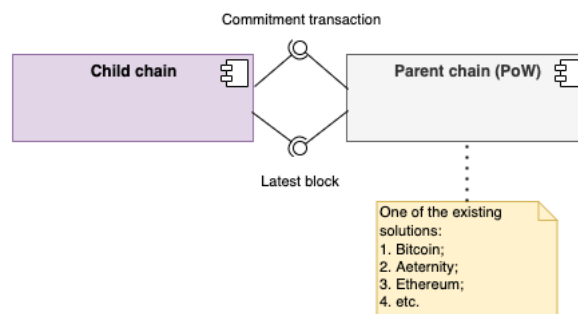 Commitment transaction
Child chain
Parent chain (PoW)
Latest block
One of the existing
solutions:
1. Bitcoin;
2. Aeternity;
3. Ethereum;
4. etc.